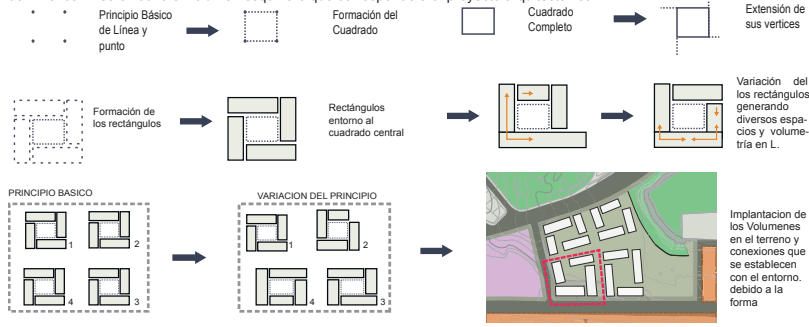 Principio Básico
de Línea y
punto
Formación del
Cuadrado
Cuadrado
Completo
Extensión de
sus vertices
Formación de
los rectángulos
Rectángulos
entorno al
cuadrado central
Variación del
los rectángulos
generando
diversos espa-
cios y volume-
tría en L.
PRINCIPIO BASICO
1
2
4
3
VARIACION DEL PRINCIPIO
1
2
4
3
Implantacion de
los Volumenes
en el terreno y
conexiones que
se establecen
con el entorno.
debido a la
forma